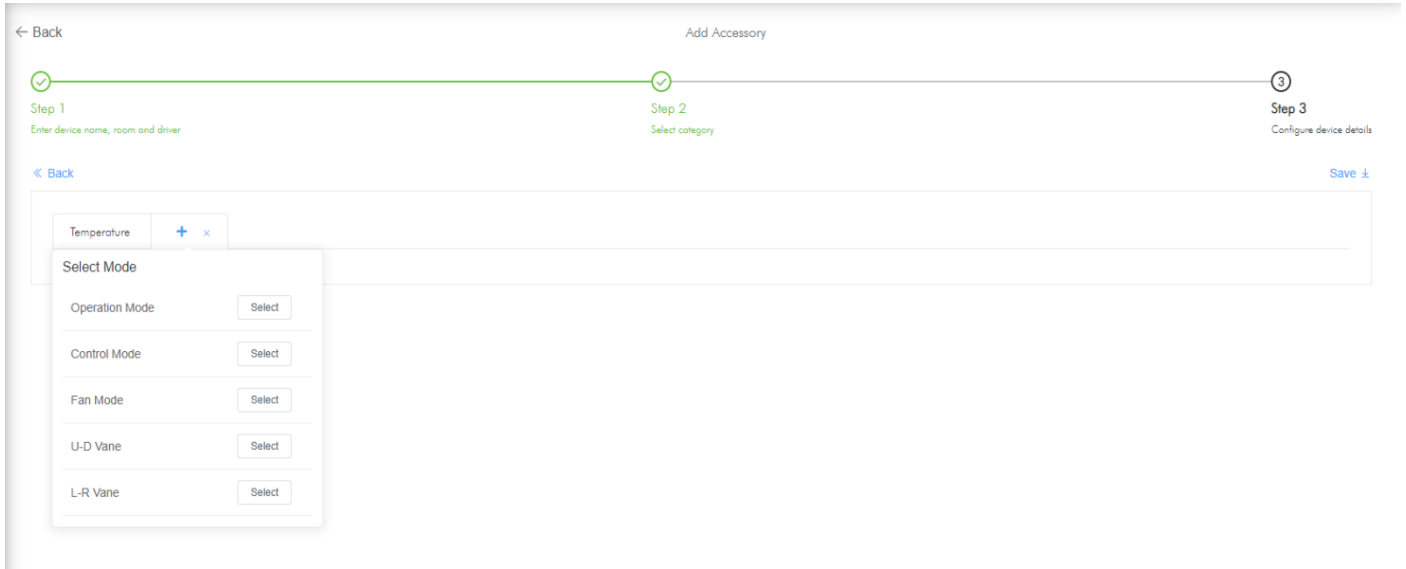 ← Back
Add Accessory
3
Step 1
Step 2
Step 3
Enter device name, room and driver
Select category
Configure device details
« Back
Save
Temperature
+ ×
Select Mode
Operation Mode Select
Control Mode Select
Fan Mode Select
U-D Vane Select
L-R Vane Select